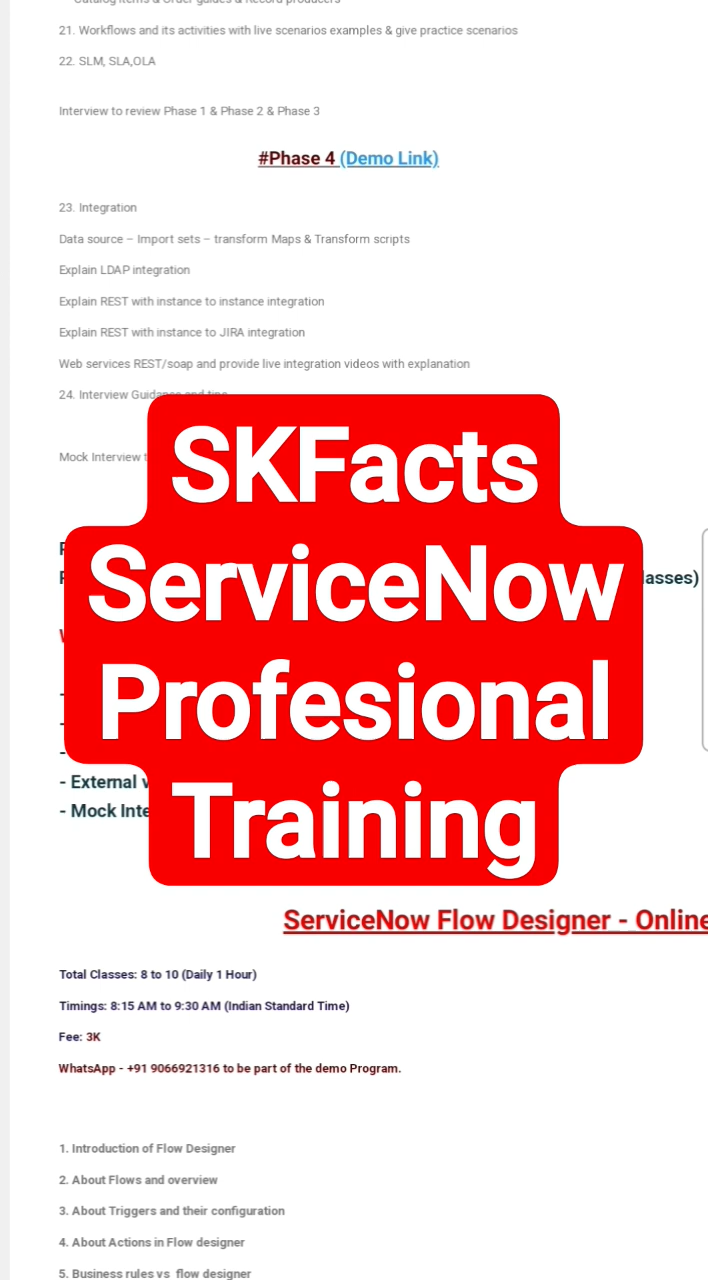 21. Workflows and its activities with live scenarios examples & give practice scenarios
22. SLM, SLA,OLA
Interview to review Phase 1 & Phase 2 & Phase 3
#Phase 4 (Demo Link)
23. Integration
Data source – Import sets – transform Maps & Transform scripts
Explain LDAP integration
Explain REST with instance to instance integration
Explain REST with instance to JIRA integration
Web services REST/soap and provide live integration videos with explanation
24. Interview Guidance and tips
Mock Interview
SKFacts
ServiceNow
Profesional
Training
- External
- Mock
ServiceNow Flow Designer - Online
Total Classes: 8 to 10 (Daily 1 Hour)
Timings: 8:15 AM to 9:30 AM (Indian Standard Time)
Fee: 3K
WhatsApp - +91 9066921316 to be part of the demo Program.
1. Introduction of Flow Designer
2. About Flows and overview
3. About Triggers and their configuration
4. About Actions in Flow designer
5. Business rules vs flow designer